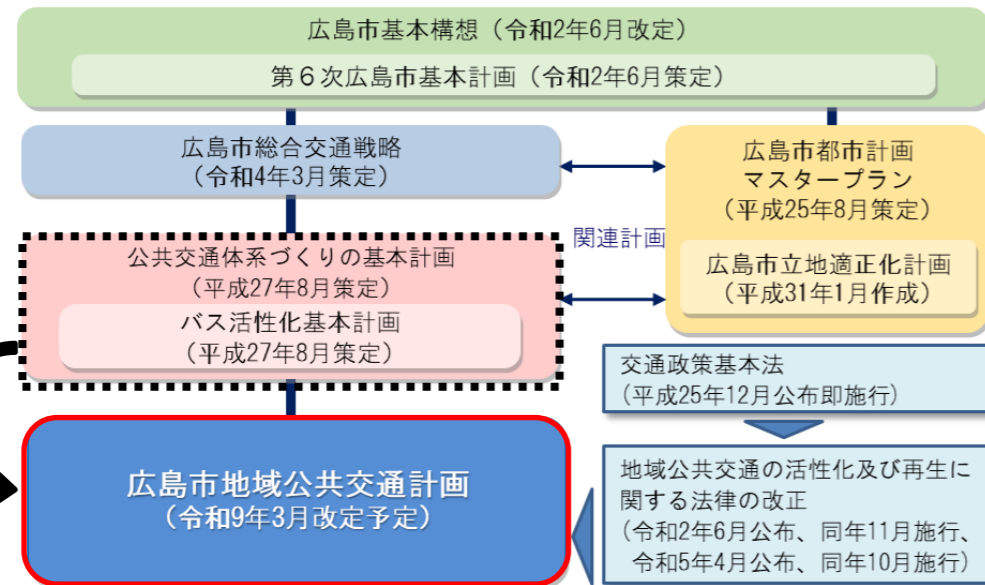 広島市基本構想（令和2年6月改定）
第６次広島市基本計画（令和2年6月策定）
広島市総合交通戦略
（令和4年3月策定）
広島市都市計画
マスタープラン
（平成25年8月策定）
関連計画
広島市立地適正化計画
（平成31年1月作成）
公共交通体系づくりの基本計画
（平成27年8月策定）
バス活性化基本計画
（平成27年8月策定）
交通政策基本法
（平成25年12月公布即施行）
広島市地域公共交通計画
（令和9年3月改定予定）
地域公共交通の活性化及び再生に
関する法律の改正
（令和2年6月公布、同年11月施行、
令和5年4月公布、同年10月施行）